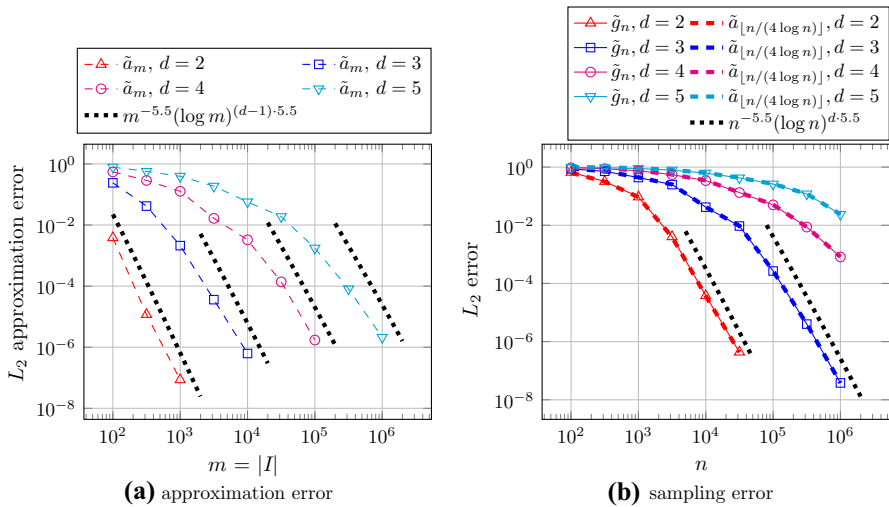 ã_m, d = 2
ã_m, d = 3
ã_m, d = 4
ã_m, d = 5
m^{-5.5}(log m)^{(d-1)·5.5}
L_2 approximation error
10^0
10^{-2}
10^{-4}
10^{-6}
10^{-8}
10^2 10^3 10^4 10^5 10^6
m = |I|
(a) approximation error
g̃_n, d = 2 ã_{⌊n/(4 log n)⌋}, d = 2
g̃_n, d = 3 ã_{⌊n/(4 log n)⌋}, d = 3
g̃_n, d = 4 ã_{⌊n/(4 log n)⌋}, d = 4
g̃_n, d = 5 ã_{⌊n/(4 log n)⌋}, d = 5
n^{-5.5}(log n)^{d·5.5}
L_2 error
10^0
10^{-2}
10^{-4}
10^{-6}
10^{-8}
10^2 10^3 10^4 10^5 10^6
n
(b) sampling error